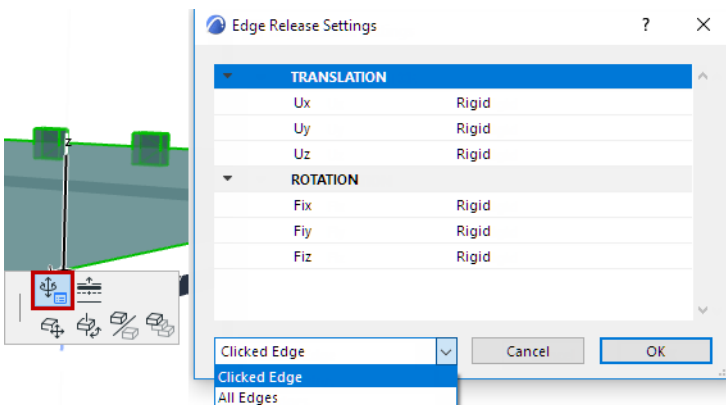 Edge Release Settings ?
TRANSLATION
Ux Rigid
Uy Rigid
Uz Rigid
ROTATION
Fix Rigid
Fiy Rigid
Fiz Rigid
z
Clicked Edge Cancel OK
Clicked Edge
All Edges